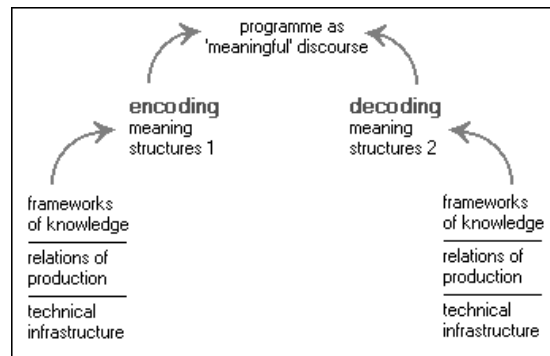 programme as
'meaningful' discourse
encoding
meaning
structures 1
decoding
meaning
structures 2
frameworks
of knowledge
relations of
production
technical
infrastructure
frameworks
of knowledge
relations of
production
technical
infrastructure